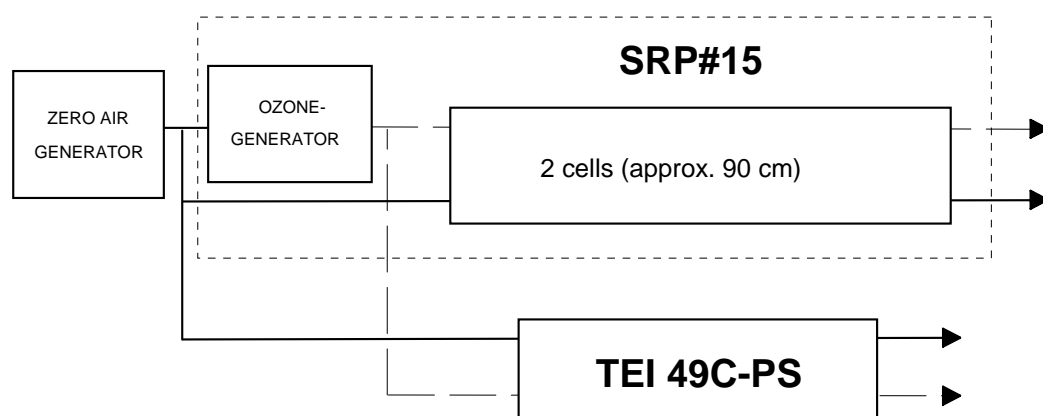 SRP#15
ZERO AIR
GENERATOR
OZONE-
GENERATOR
2 cells (approx. 90 cm)
TEI 49C-PS